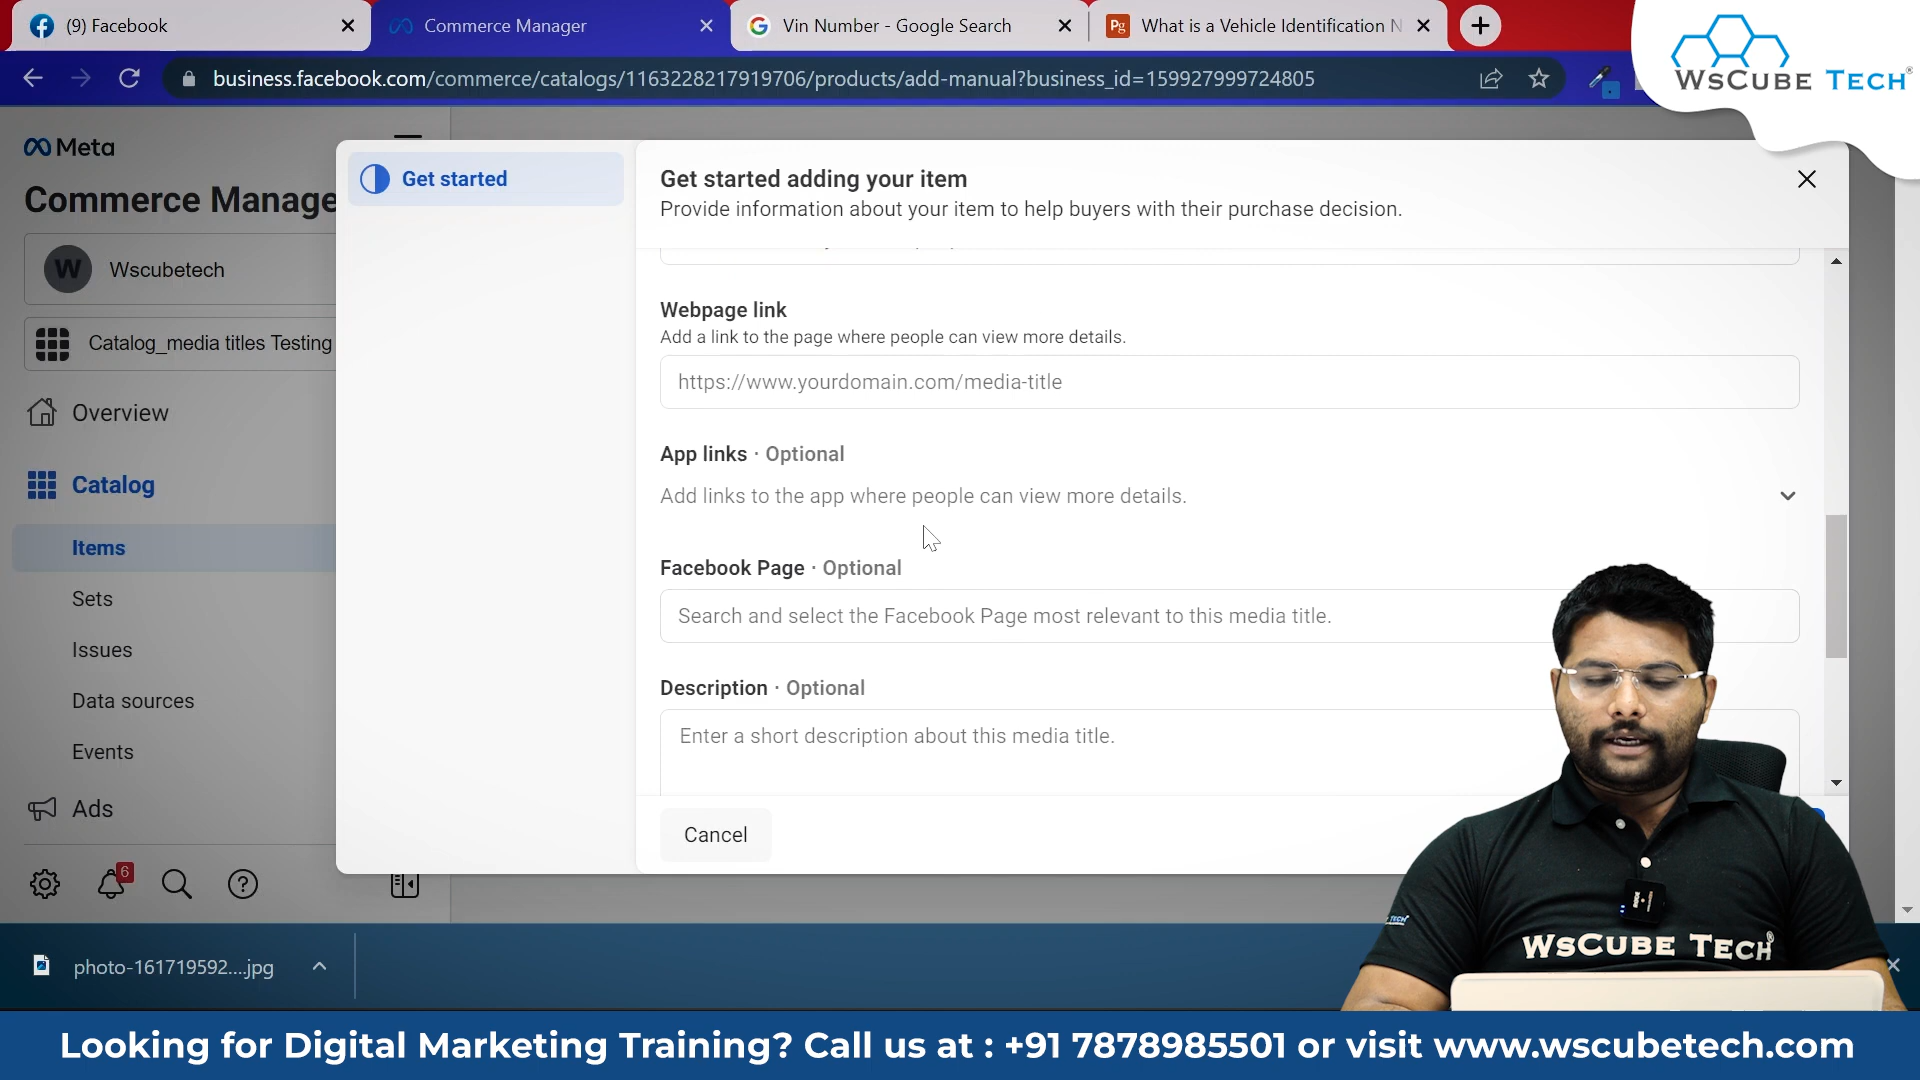 (9) Facebook
Commerce Manager
Vin Number - Google Search
What is a Vehicle Identification N
WsCube Tech®
business.facebook.com/commerce/catalogs/1163228217919706/products/add-manual?business_id=159927999724805
Meta
Commerce Manage
W
Wscubetech
Catalog_media titles Testing
Overview
Catalog
Items
Sets
Issues
Data sources
Events
Ads
6
Get started
Get started adding your item
Provide information about your item to help buyers with their purchase decision.
Webpage link
Add a link to the page where people can view more details.
https://www.yourdomain.com/media-title
App links · Optional
Add links to the app where people can view more details.
Facebook Page · Optional
Search and select the Facebook Page most relevant to this media title.
Description · Optional
Enter a short description about this media title.
Cancel
photo-161719592....jpg
WsCube Tech®
Looking for Digital Marketing Training? Call us at : +91 7878985501 or visit www.wscubetech.com